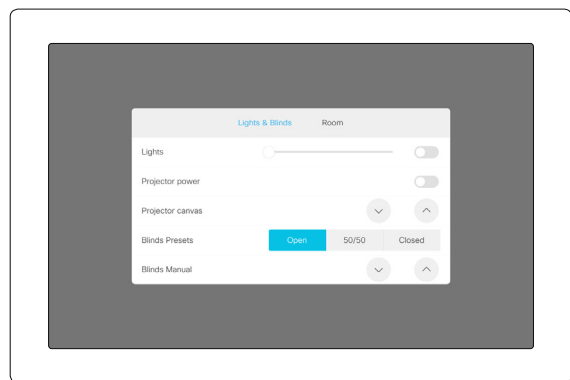 Lights & Blinds Room
Lights
Projector power
Projector canvas
Blinds Presets Open 50/50 Closed
Blinds Manual